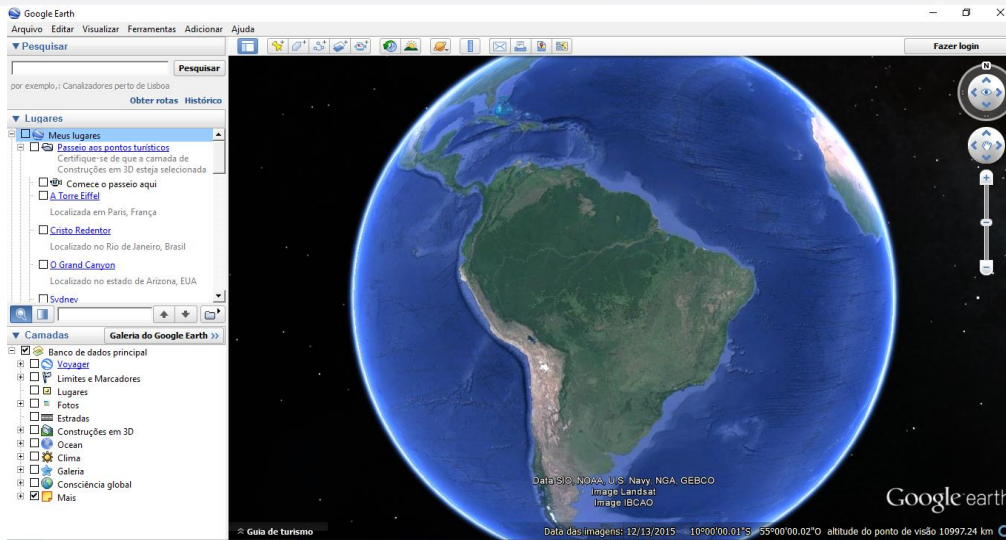 Google Earth
Arquivo Editar Visualizar Ferramentas Adicionar Ajuda
Pesquisar
Fazer login
Pesquisar
por exemplo,: Canalizadores perto de Lisboa
Obter rotas Histórico
Lugares
Meus lugares
Passeio aos pontos turísticos
Certifique-se de que a camada de
Construções em 3D esteja selecionada
Comece o passeio aqui
A Torre Eiffel
Localizada em Paris, França
Cristo Redentor
Localizado no Rio de Janeiro, Brasil
O Grand Canyon
Localizado no estado de Arizona, EUA
Sydney
Camadas
Galeria do Google Earth >>
Banco de dados principal
Voyager
Limites e Marcadores
Lugares
Fotos
Estradas
Construções em 3D
Ocean
Clima
Galeria
Consciência global
Mais
N
Data SIO, NOAA, U.S. Navy, NGA, GEBCO
Image Landsat
Image IBCAO
Google earth
Guia de turismo
Data das imagens: 12/13/2015 10°00'00.01"S 55°00'00.02"O altitude do ponto de visão 10997.24 km